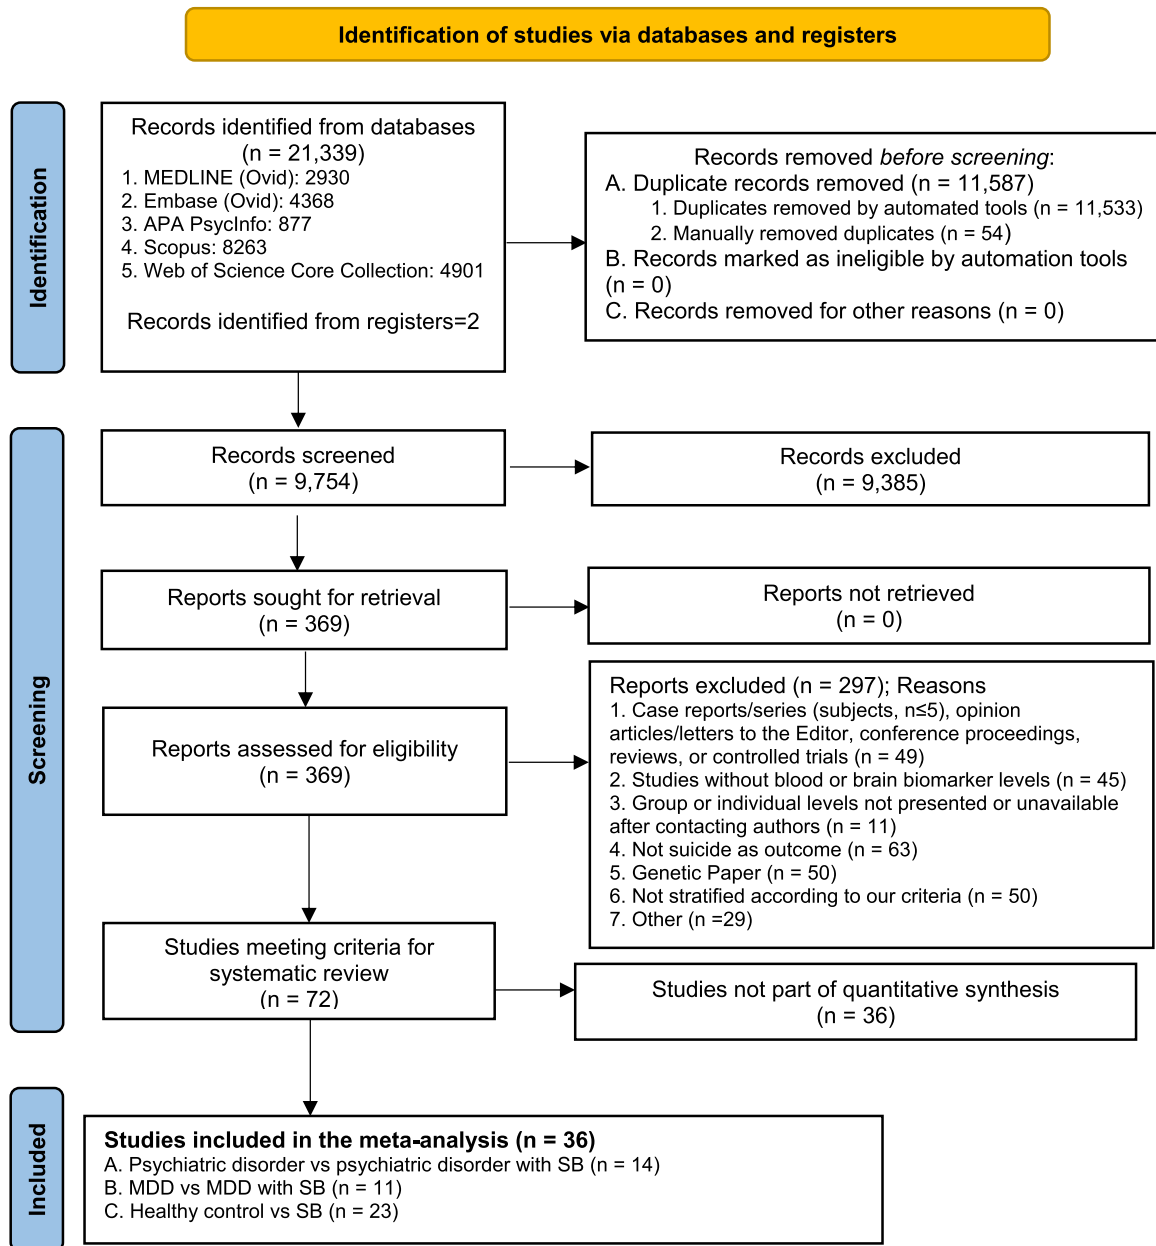 Identification of studies via databases and registers
Identification
Records identified from databases
(n = 21,339)
1. MEDLINE (Ovid): 2930
2. Embase (Ovid): 4368
3. APA PsycInfo: 877
4. Scopus: 8263
5. Web of Science Core Collection: 4901
Records identified from registers=2
Records removed before screening:
A. Duplicate records removed (n = 11,587)
1. Duplicates removed by automated tools (n = 11,533)
2. Manually removed duplicates (n = 54)
B. Records marked as ineligible by automation tools
(n = 0)
C. Records removed for other reasons (n = 0)
Screening
Records screened
(n = 9,754)
Records excluded
(n = 9,385)
Reports sought for retrieval
(n = 369)
Reports not retrieved
(n = 0)
Reports assessed for eligibility
(n = 369)
Reports excluded (n = 297); Reasons
1. Case reports/series (subjects, n≤5), opinion
articles/letters to the Editor, conference proceedings,
reviews, or controlled trials (n = 49)
2. Studies without blood or brain biomarker levels (n = 45)
3. Group or individual levels not presented or unavailable
after contacting authors (n = 11)
4. Not suicide as outcome (n = 63)
5. Genetic Paper (n = 50)
6. Not stratified according to our criteria (n = 50)
7. Other (n =29)
Studies meeting criteria for
systematic review
(n = 72)
Studies not part of quantitative synthesis
(n = 36)
Included
Studies included in the meta-analysis (n = 36)
A. Psychiatric disorder vs psychiatric disorder with SB (n = 14)
B. MDD vs MDD with SB (n = 11)
C. Healthy control vs SB (n = 23)